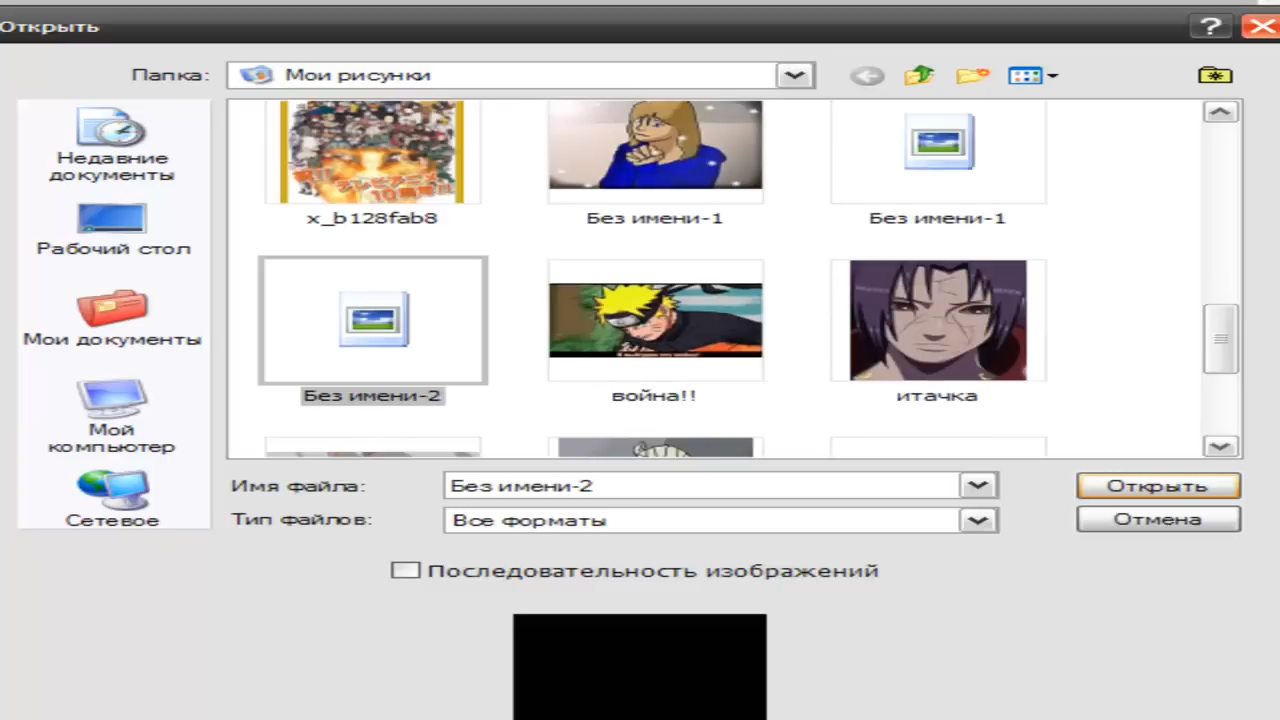 Открыть
Папка:
Мои рисунки
Недавние
документы
Рабочий стол
Мои документы
Мой
компьютер
Сетевое
x_b128fab8
Без имени-1
Без имени-1
Без имени-2
война!!
итачка
Имя файла:
Без имени-2
Открыть
Тип файлов:
Все форматы
Отмена
Последовательность изображений